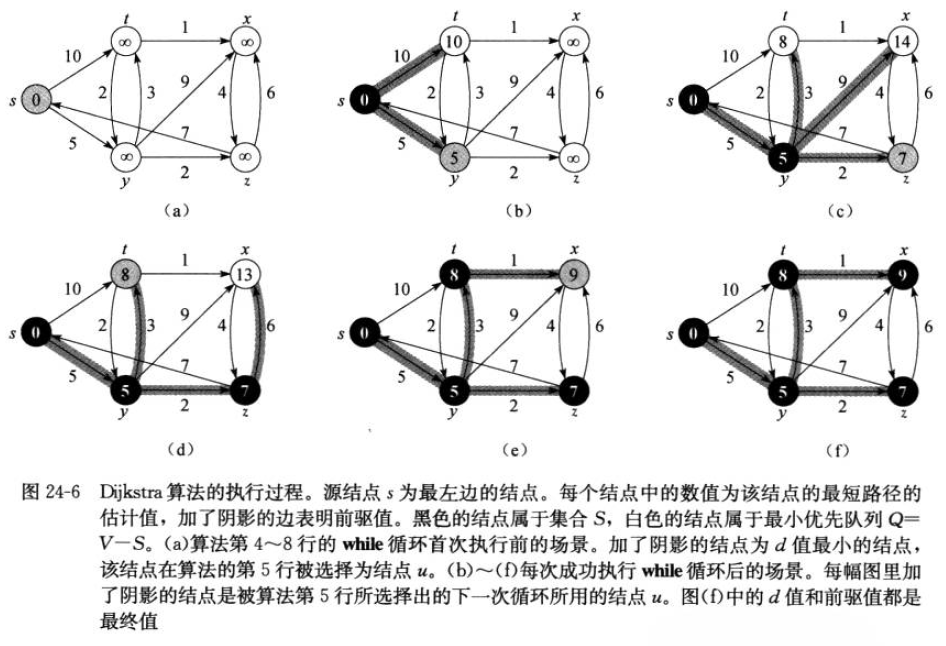 t x t x t x
1 1 1
∞ ∞ 10 ∞ 8 14
10 10 10
s 0 2 3 9 4 6 s 0 2 3 9 4 6 s 0 2 3 9 4 6
5 7 5 7 5 7
∞ 2 ∞ 5 2 ∞ 5 2 7
y z y z y z
(a) (b) (c)
t x t x t x
1 1 1
8 13 8 9 8 9
10 10 10
s 0 2 3 9 4 6 s 0 2 3 9 4 6 s 0 2 3 9 4 6
5 7 5 7 5 7
5 2 7 5 2 7 5 2 7
y z y z y z
(d) (e) (f)
图 24-6 Dijkstra 算法的执行过程。源结点 s 为最左边的结点。每个结点中的数值为该结点的最短路径的
估计值，加了阴影的边表明前驱值。黑色的结点属于集合 S，白色的结点属于最小优先队列 Q=
V－S。(a)算法第 4～8 行的 while 循环首次执行前的场景。加了阴影的结点为 d 值最小的结点，
该结点在算法的第 5 行被选择为结点 u。(b)～(f)每次成功执行 while 循环后的场景。每幅图里加
了阴影的结点是被算法第 5 行所选择出的下一次循环所用的结点 u。图(f)中的 d 值和前驱值都是
最终值